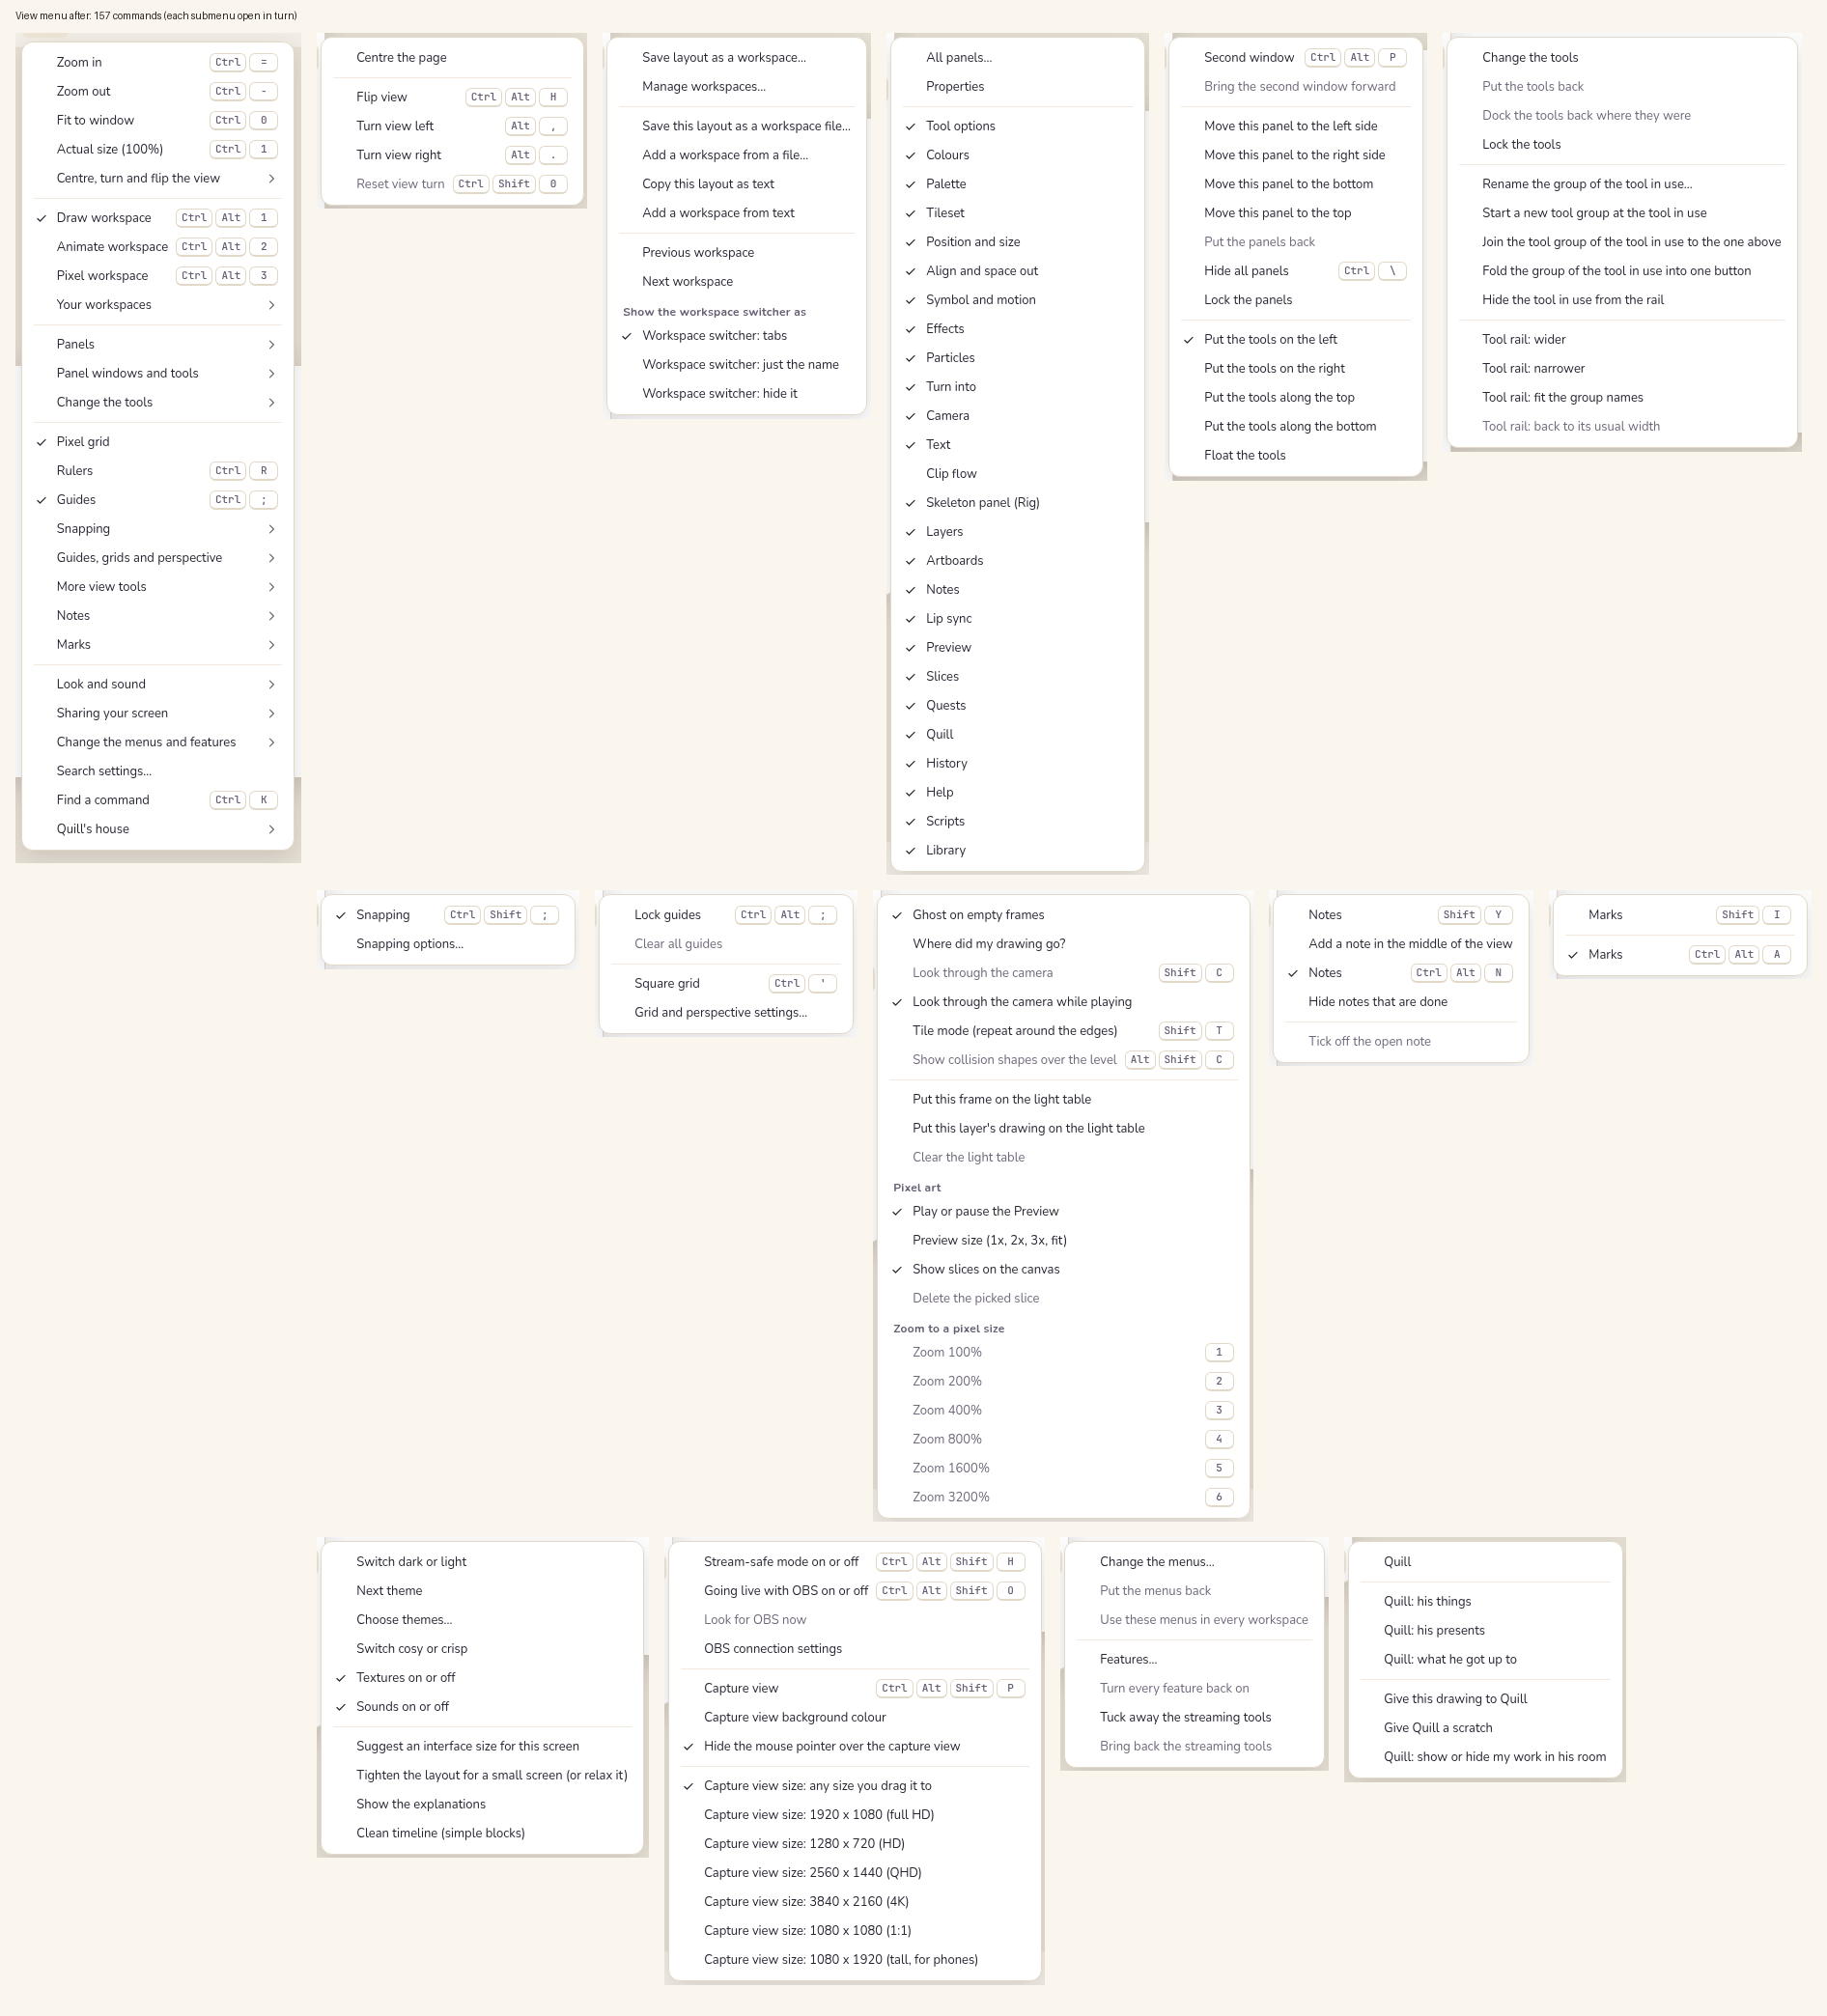 View menu after: 157 commands (each submenu open in turn)
Zoom in Ctrl =
Zoom out Ctrl -
Fit to window Ctrl 0
Actual size (100%) Ctrl 1
Centre, turn and flip the view
Draw workspace Ctrl Alt 1
Animate workspace Ctrl Alt 2
Pixel workspace Ctrl Alt 3
Your workspaces
Panels
Panel windows and tools
Change the tools
Pixel grid
Rulers Ctrl R
Guides Ctrl ;
Snapping
Guides, grids and perspective
More view tools
Notes
Marks
Look and sound
Sharing your screen
Change the menus and features
Search settings...
Find a command Ctrl K
Quill's house
Centre the page
Flip view Ctrl Alt H
Turn view left Alt ,
Turn view right Alt .
Reset view turn Ctrl Shift 0
Save layout as a workspace...
Manage workspaces...
Save this layout as a workspace file...
Add a workspace from a file...
Copy this layout as text
Add a workspace from text
Previous workspace
Next workspace
Show the workspace switcher as
Workspace switcher: tabs
Workspace switcher: just the name
Workspace switcher: hide it
All panels...
Properties
Tool options
Colours
Palette
Tileset
Position and size
Align and space out
Symbol and motion
Effects
Particles
Turn into
Camera
Text
Clip flow
Skeleton panel (Rig)
Layers
Artboards
Notes
Lip sync
Preview
Slices
Quests
Quill
History
Help
Scripts
Library
Second window Ctrl Alt P
Bring the second window forward
Move this panel to the left side
Move this panel to the right side
Move this panel to the bottom
Move this panel to the top
Put the panels back
Hide all panels Ctrl \
Lock the panels
Put the tools on the left
Put the tools on the right
Put the tools along the top
Put the tools along the bottom
Float the tools
Change the tools
Put the tools back
Dock the tools back where they were
Lock the tools
Rename the group of the tool in use...
Start a new tool group at the tool in use
Join the tool group of the tool in use to the one above
Fold the group of the tool in use into one button
Hide the tool in use from the rail
Tool rail: wider
Tool rail: narrower
Tool rail: fit the group names
Tool rail: back to its usual width
Snapping Ctrl Shift ;
Snapping options...
Lock guides Ctrl Alt ;
Clear all guides
Square grid Ctrl '
Grid and perspective settings...
Ghost on empty frames
Where did my drawing go?
Look through the camera Shift C
Look through the camera while playing
Tile mode (repeat around the edges) Shift T
Show collision shapes over the level Alt Shift C
Put this frame on the light table
Put this layer's drawing on the light table
Clear the light table
Pixel art
Play or pause the Preview
Preview size (1x, 2x, 3x, fit)
Show slices on the canvas
Delete the picked slice
Zoom to a pixel size
Zoom 100% 1
Zoom 200% 2
Zoom 400% 3
Zoom 800% 4
Zoom 1600% 5
Zoom 3200% 6
Notes Shift Y
Add a note in the middle of the view
Notes Ctrl Alt N
Hide notes that are done
Tick off the open note
Marks Shift I
Marks Ctrl Alt A
Switch dark or light
Next theme
Choose themes...
Switch cosy or crisp
Textures on or off
Sounds on or off
Suggest an interface size for this screen
Tighten the layout for a small screen (or relax it)
Show the explanations
Clean timeline (simple blocks)
Stream-safe mode on or off Ctrl Alt Shift H
Going live with OBS on or off Ctrl Alt Shift O
Look for OBS now
OBS connection settings
Capture view Ctrl Alt Shift P
Capture view background colour
Hide the mouse pointer over the capture view
Capture view size: any size you drag it to
Capture view size: 1920 x 1080 (full HD)
Capture view size: 1280 x 720 (HD)
Capture view size: 2560 x 1440 (QHD)
Capture view size: 3840 x 2160 (4K)
Capture view size: 1080 x 1080 (1:1)
Capture view size: 1080 x 1920 (tall, for phones)
Change the menus...
Put the menus back
Use these menus in every workspace
Features...
Turn every feature back on
Tuck away the streaming tools
Bring back the streaming tools
Quill
Quill: his things
Quill: his presents
Quill: what he got up to
Give this drawing to Quill
Give Quill a scratch
Quill: show or hide my work in his room